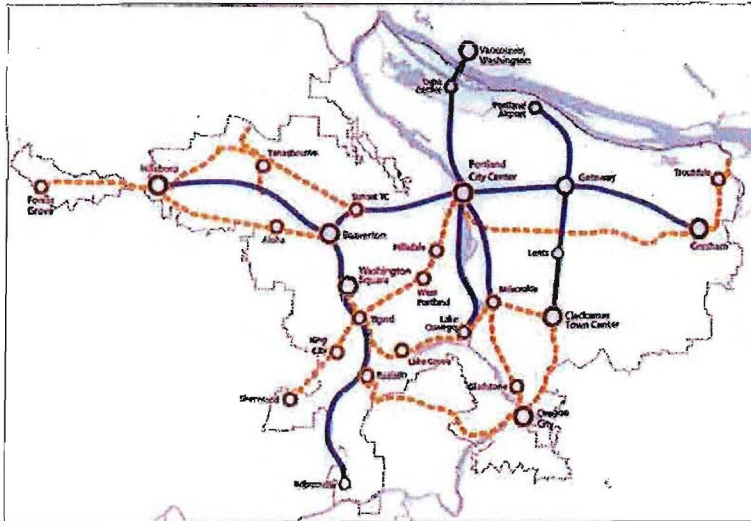 Vancouver,
Washington
Expo
Center
Portland
Airport
Hillsboro
Tanasbourne
Sunset TC
Portland
City Center
Gateway
Troutdale
Forest
Grove
Aloha
Beaverton
Hillsdale
Gresham
Lents
Washington
Square
West
Portland
Milwaukie
Tigard
Lake
Oswego
Clackamas
Town Center
King
City
Lake Grove
Tualatin
Gladstone
Sherwood
Oregon
City
Wilsonville